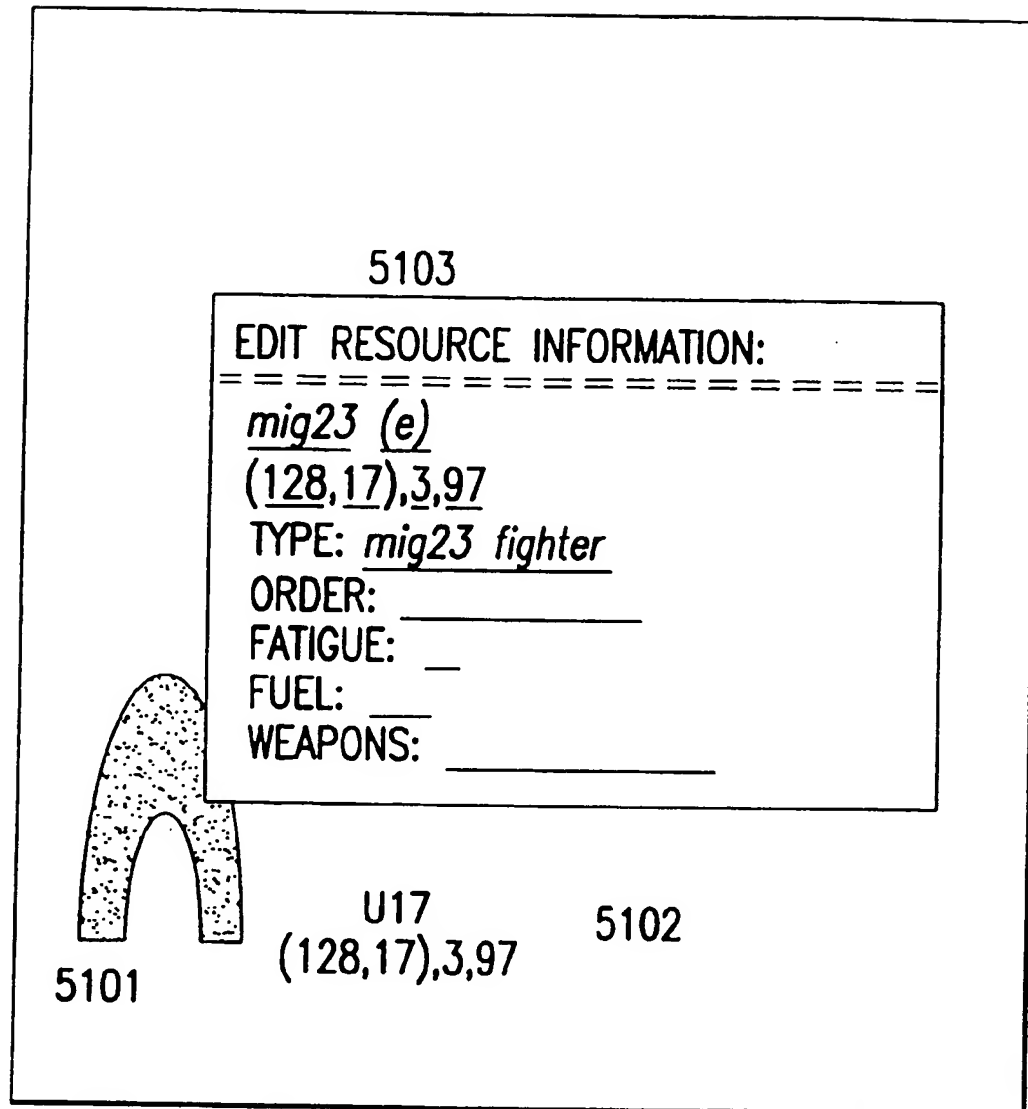 5103
EDIT RESOURCE INFORMATION:
mig23 (e)
(128,17),3,97
TYPE: mig23 fighter
ORDER:
FATIGUE:
FUEL:
WEAPONS:
U17
(128,17),3,97
5102
5101